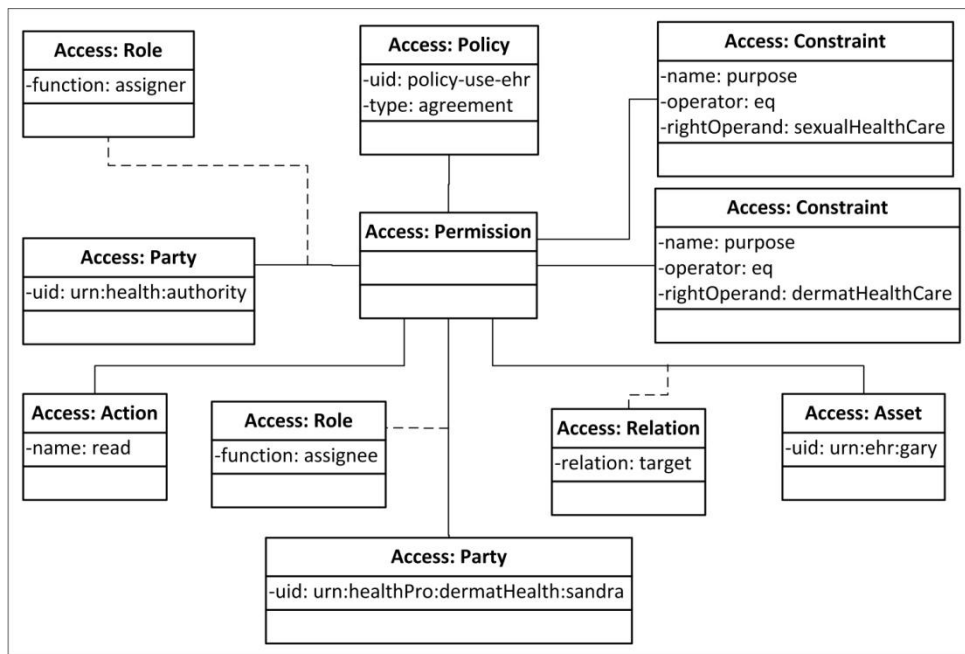 Access: Role
-function: assigner
Access: Policy
-uid: policy-use-ehr
-type: agreement
Access: Constraint
-name: purpose
-operator: eq
-rightOperand: sexualHealthCare
Access: Party
-uid: urn:health:authority
Access: Permission
Access: Constraint
-name: purpose
-operator: eq
-rightOperand: dermatHealthCare
Access: Action
-name: read
Access: Role
-function: assignee
Access: Relation
-relation: target
Access: Asset
-uid: urn:ehr:gary
Access: Party
-uid: urn:healthPro:dermatHealth:sandra